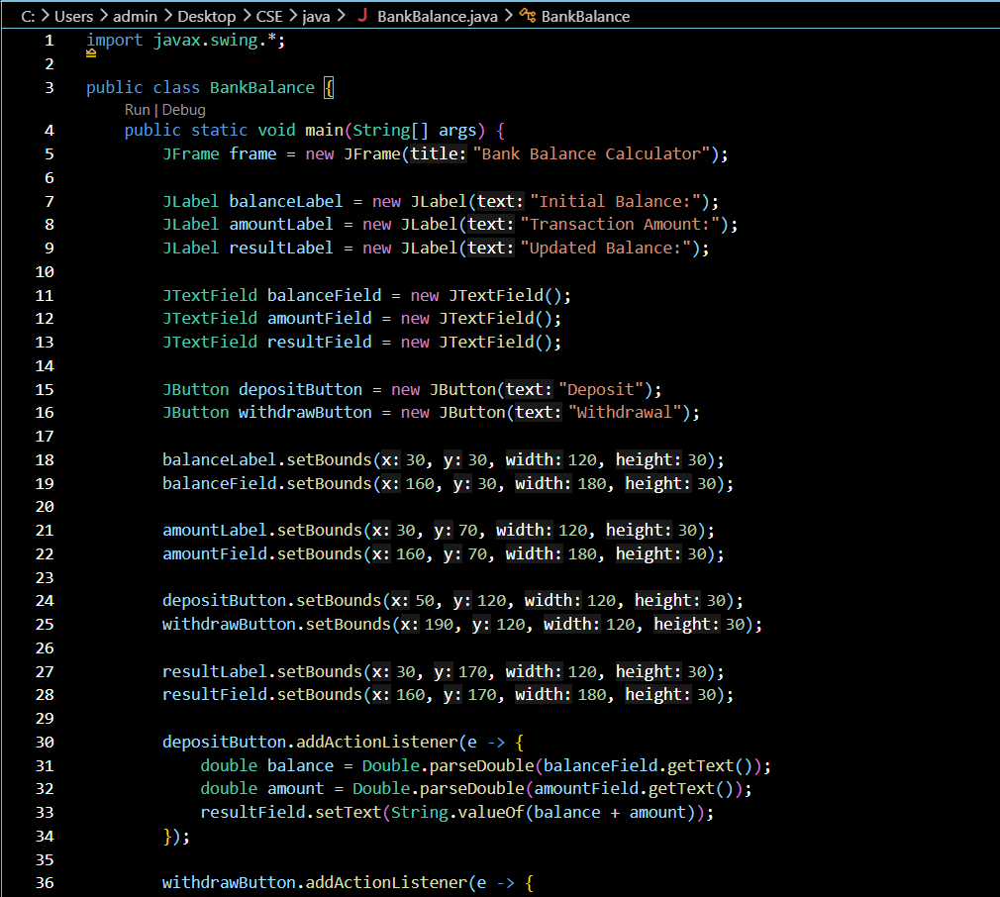 C: > Users > admin > Desktop > CSE > java > J BankBalance.java > BankBalance
1 import javax.swing.*;
2
3 public class BankBalance {
Run | Debug
4 public static void main(String[] args) {
5 JFrame frame = new JFrame(title: "Bank Balance Calculator");
6
7 JLabel balanceLabel = new JLabel(text: "Initial Balance:");
8 JLabel amountLabel = new JLabel(text: "Transaction Amount:");
9 JLabel resultLabel = new JLabel(text: "Updated Balance:");
10
11 JTextField balanceField = new JTextField();
12 JTextField amountField = new JTextField();
13 JTextField resultField = new JTextField();
14
15 JButton depositButton = new JButton(text: "Deposit");
16 JButton withdrawButton = new JButton(text: "Withdrawal");
17
18 balanceLabel.setBounds(x: 30, y: 30, width: 120, height: 30);
19 balanceField.setBounds(x: 160, y: 30, width: 180, height: 30);
20
21 amountLabel.setBounds(x: 30, y: 70, width: 120, height: 30);
22 amountField.setBounds(x: 160, y: 70, width: 180, height: 30);
23
24 depositButton.setBounds(x: 50, y: 120, width: 120, height: 30);
25 withdrawButton.setBounds(x: 190, y: 120, width: 120, height: 30);
26
27 resultLabel.setBounds(x: 30, y: 170, width: 120, height: 30);
28 resultField.setBounds(x: 160, y: 170, width: 180, height: 30);
29
30 depositButton.addActionListener(e -> {
31 double balance = Double.parseDouble(balanceField.getText());
32 double amount = Double.parseDouble(amountField.getText());
33 resultField.setText(String.valueOf(balance + amount));
34 });
35
36 withdrawButton.addActionListener(e -> {